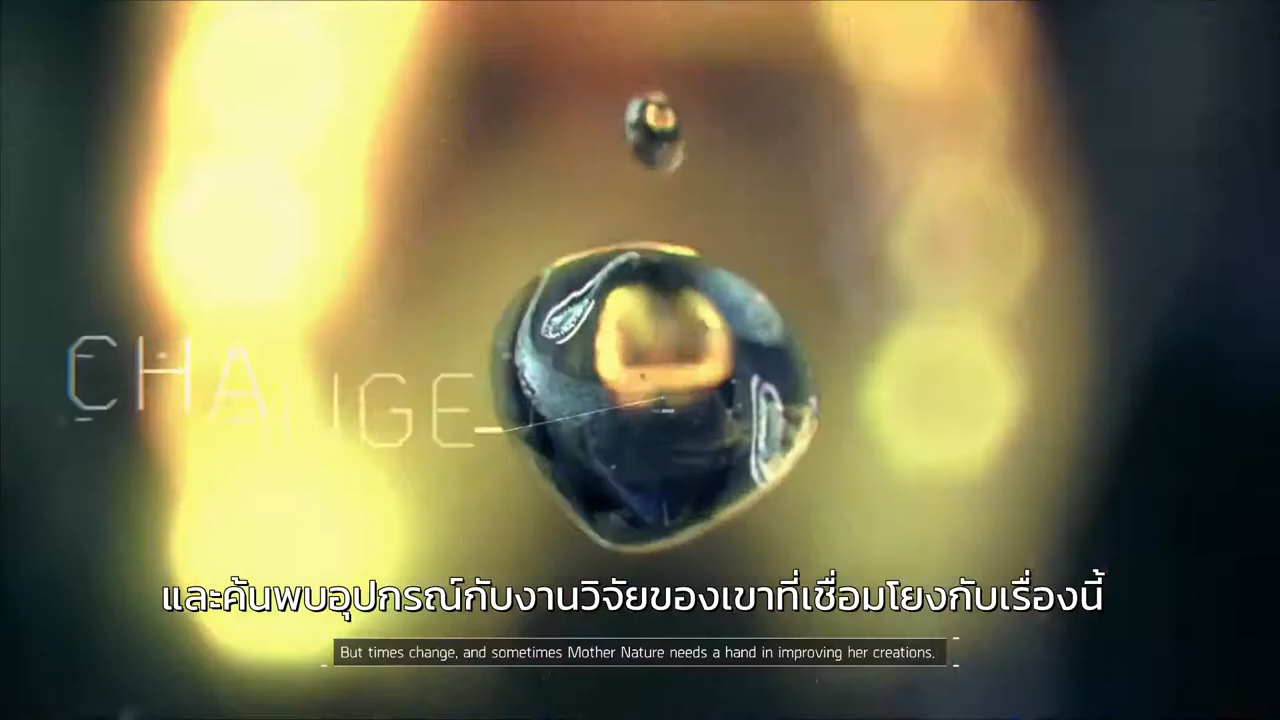 CHANGE
และค้นพบอุปกรณ์กับงานวิจัยของเขาที่เชื่อมโยงกับเรื่องนี้
But times change, and sometimes Mother Nature needs a hand in improving her creations.